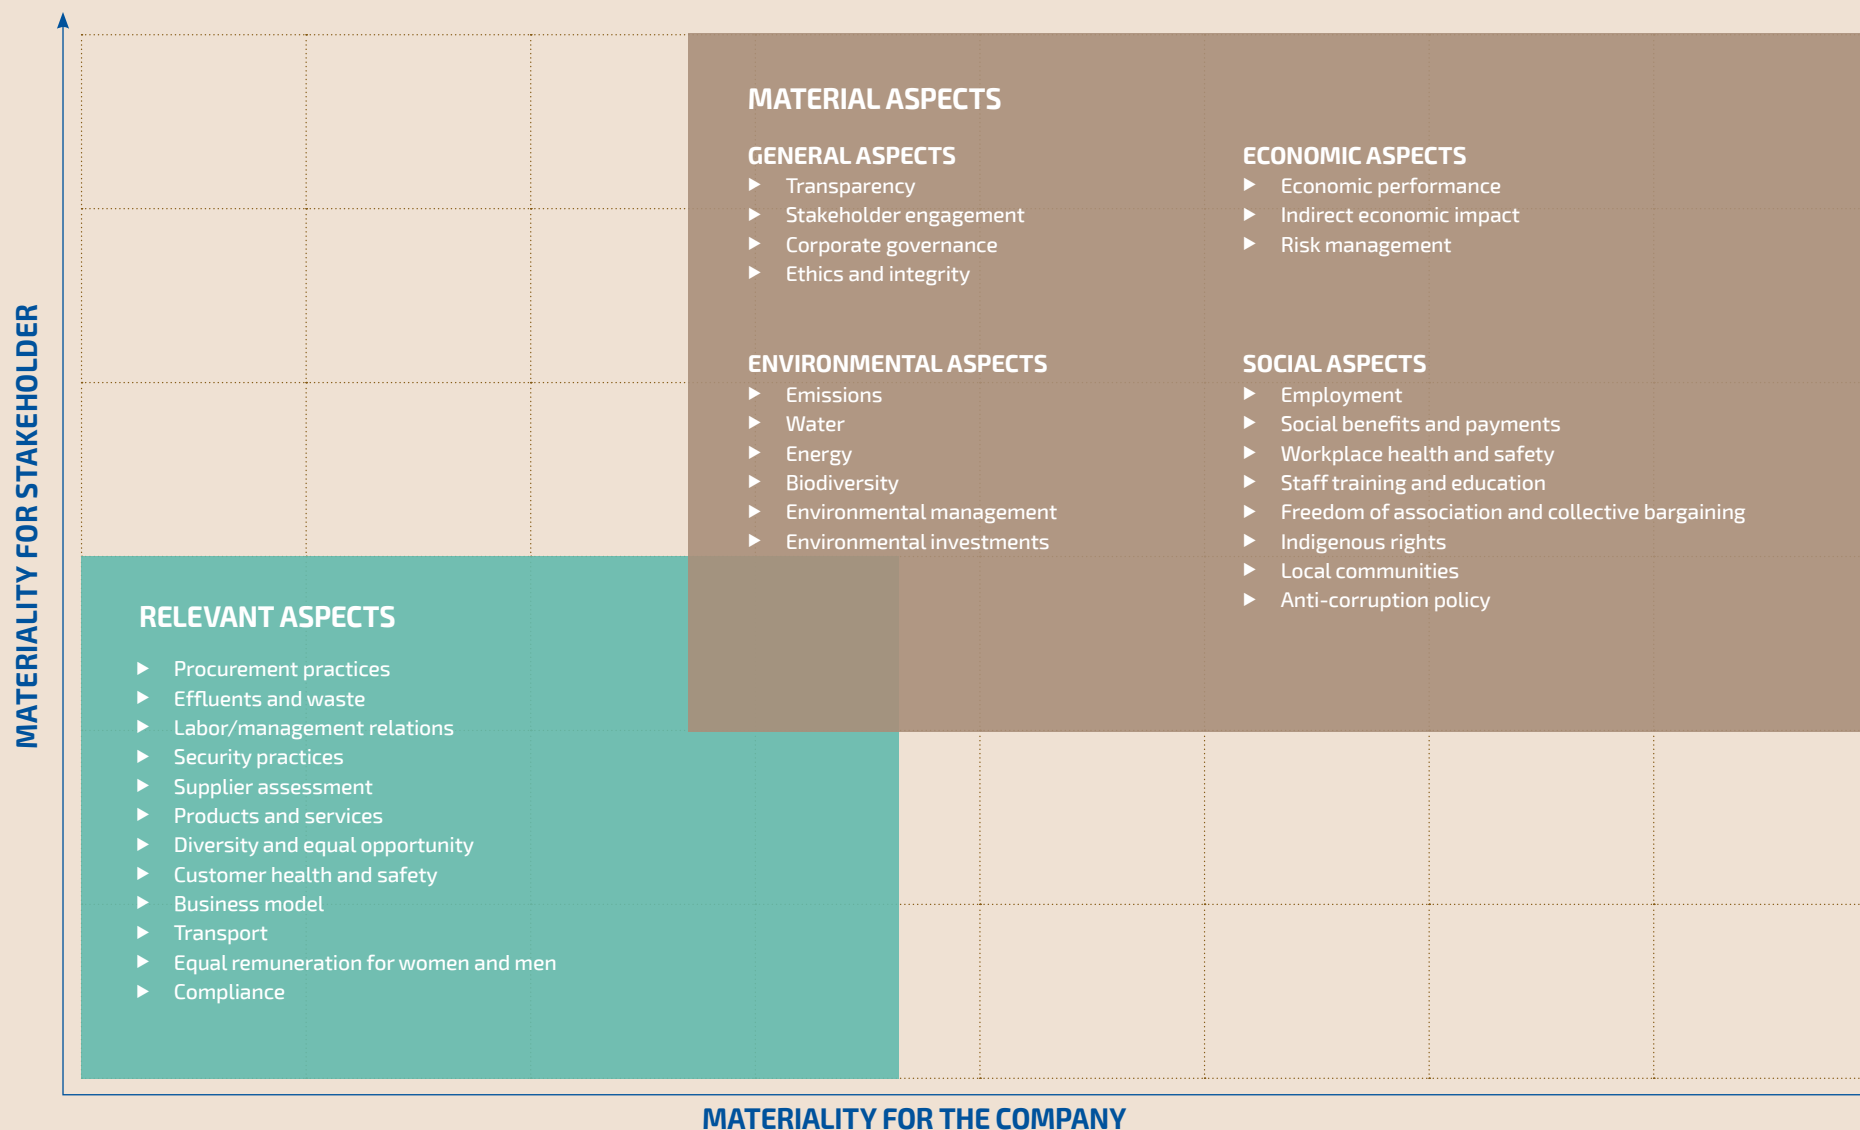 MATERIALITY FOR STAKEHOLDER
MATERIAL ASPECTS
GENERAL ASPECTS
Transparency
Stakeholder engagement
Corporate governance
Ethics and integrity
ECONOMIC ASPECTS
Economic performance
Indirect economic impact
Risk management
ENVIRONMENTAL ASPECTS
Emissions
Water
Energy
Biodiversity
Environmental management
Environmental investments
SOCIAL ASPECTS
Employment
Social benefits and payments
Workplace health and safety
Staff training and education
Freedom of association and collective bargaining
Indigenous rights
Local communities
Anti-corruption policy
RELEVANT ASPECTS
Procurement practices
Effluents and waste
Labor/management relations
Security practices
Supplier assessment
Products and services
Diversity and equal opportunity
Customer health and safety
Business model
Transport
Equal remuneration for women and men
Compliance
MATERIALITY FOR THE COMPANY